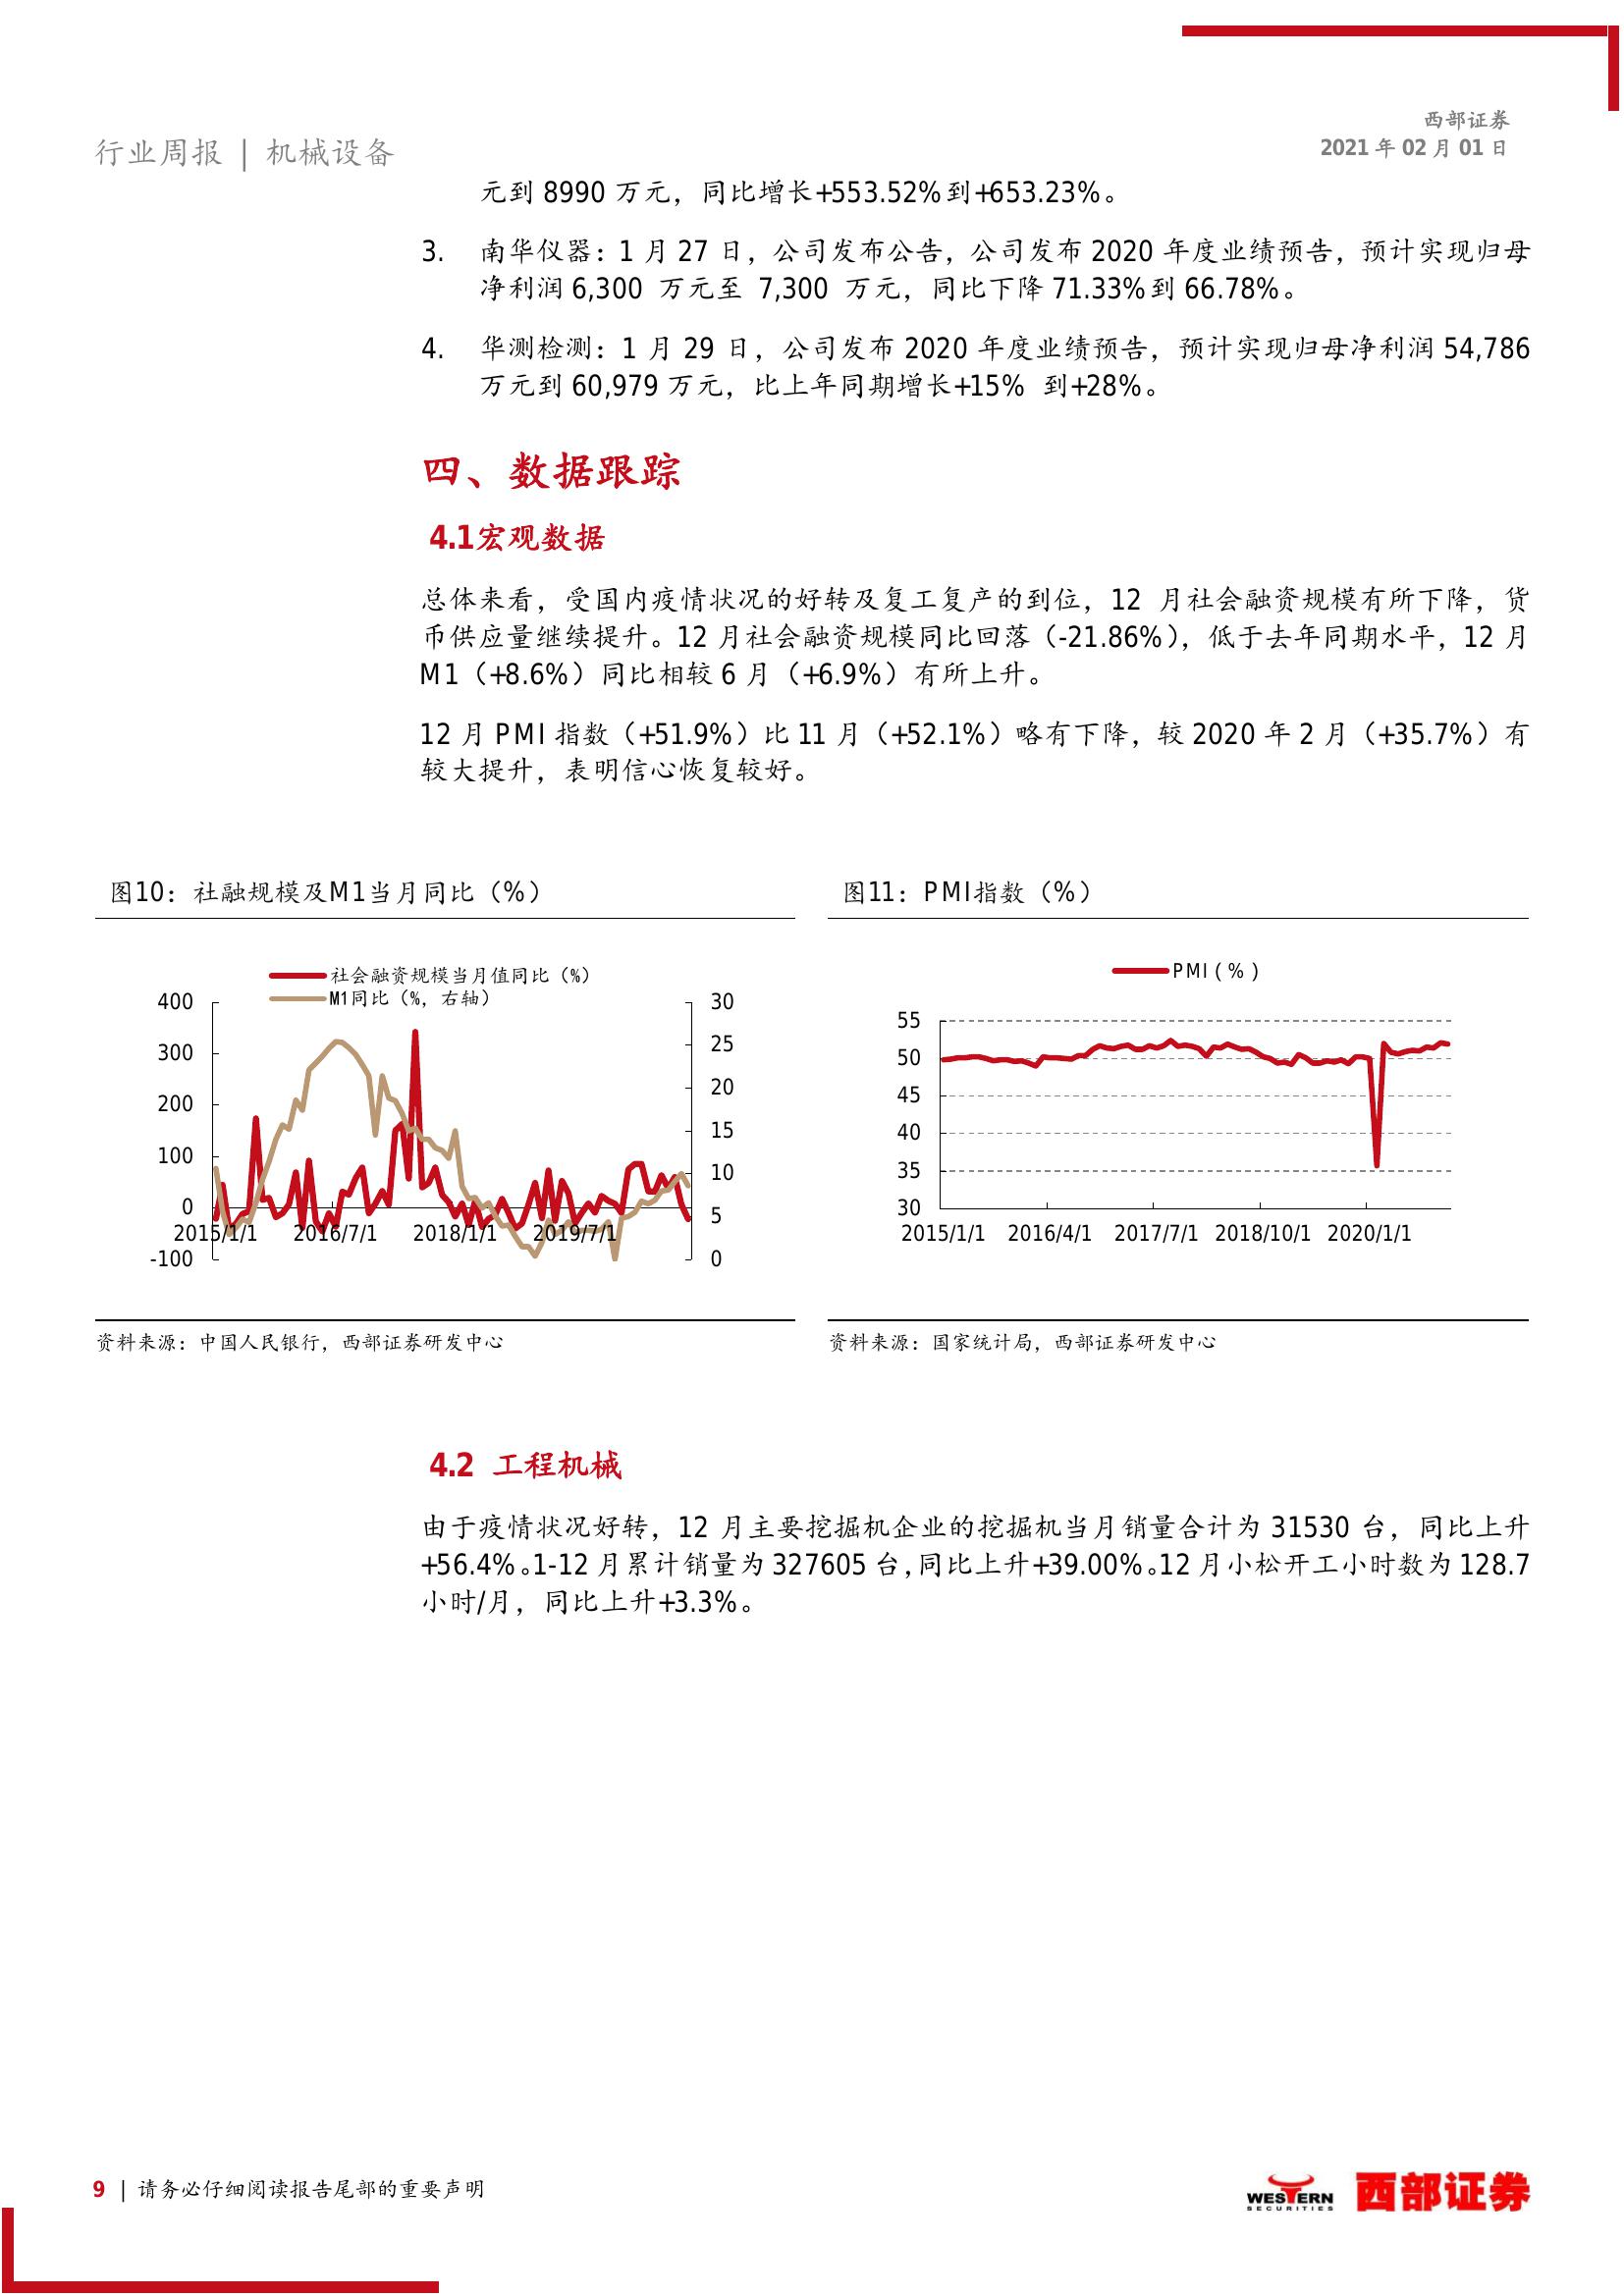 西部证券
行业周报 | 机械设备
2021 年 02 月 01 日
元到 8990 万元，同比增长+553.52%到+653.23%。
3. 南华仪器：1 月 27 日，公司发布公告，公司发布 2020 年度业绩预告，预计实现归母
净利润 6,300 万元至 7,300 万元，同比下降 71.33%到 66.78%。
4. 华测检测：1 月 29 日，公司发布 2020 年度业绩预告，预计实现归母净利润 54,786
万元到 60,979 万元，比上年同期增长+15% 到+28%。
四、数据跟踪
4.1宏观数据
总体来看，受国内疫情状况的好转及复工复产的到位，12 月社会融资规模有所下降，货
币供应量继续提升。12 月社会融资规模同比回落（-21.86%），低于去年同期水平，12 月
M1（+8.6%）同比相较 6 月（+6.9%）有所上升。
12 月 PMI 指数（+51.9%）比 11 月（+52.1%）略有下降，较 2020 年 2 月（+35.7%）有
较大提升，表明信心恢复较好。
图10：社融规模及M1当月同比（%）
社会融资规模当月值同比（%）
M1同比（%，右轴）
400
300
200
100
0
-100
30
25
20
15
10
5
0
2015/1/1 2016/7/1 2018/1/1 2019/7/1
资料来源：中国人民银行，西部证券研发中心
图11：PMI指数（%）
PMI（%）
55
50
45
40
35
30
2015/1/1 2016/4/1 2017/7/1 2018/10/1 2020/1/1
资料来源：国家统计局，西部证券研发中心
4.2 工程机械
由于疫情状况好转，12 月主要挖掘机企业的挖掘机当月销量合计为 31530 台，同比上升
+56.4%。1-12 月累计销量为 327605 台，同比上升+39.00%。12 月小松开工小时数为 128.7
小时/月，同比上升+3.3%。
9 | 请务必仔细阅读报告尾部的重要声明
WESTERN
SECURITIES
西部证券